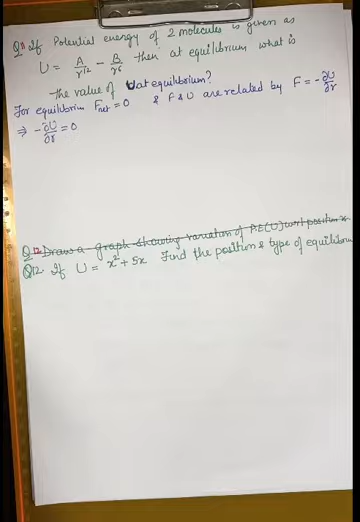 Q11 If Potential energy of 2 molecules is given as
U = A/r¹² - B/r⁶ then at equilibrium what is
the value of U at equilibrium?
For equilibrium Fnet = 0 & F & U are related by F = -∂U/∂r
⇒ -∂U/∂r = 0
Q12 Draw a graph showing variation of P.E(U) wrt position x.
Q12. If U = x² + 5x Find the position & type of equilibrium